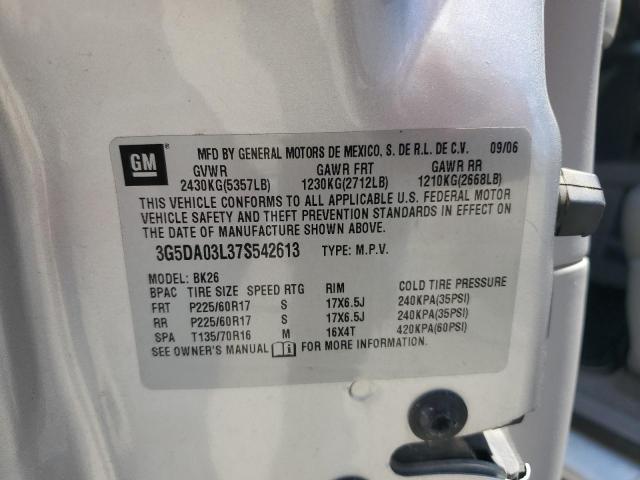 GM
MFD BY GENERAL MOTORS DE MEXICO, S. DE R.L. DE C.V. 09/06
GVWR GAWR FRT GAWR RR
2430KG(5357LB) 1230KG(2712LB) 1210KG(2668LB)
THIS VEHICLE CONFORMS TO ALL APPLICABLE U.S. FEDERAL MOTOR
VEHICLE SAFETY AND THEFT PREVENTION STANDARDS IN EFFECT ON
THE DATE OF MANUFACTURE SHOWN ABOVE.
3G5DA03L37S542613 TYPE: M.P.V.
MODEL: BK26
BPAC TIRE SIZE SPEED RTG RIM COLD TIRE PRESSURE
FRT P225/60R17 S 17X6.5J 240KPA(35PSI)
RR P225/60R17 S 17X6.5J 240KPA(35PSI)
SPA T135/70R16 M 16X4T 420KPA(60PSI)
SEE OWNER'S MANUAL FOR MORE INFORMATION.